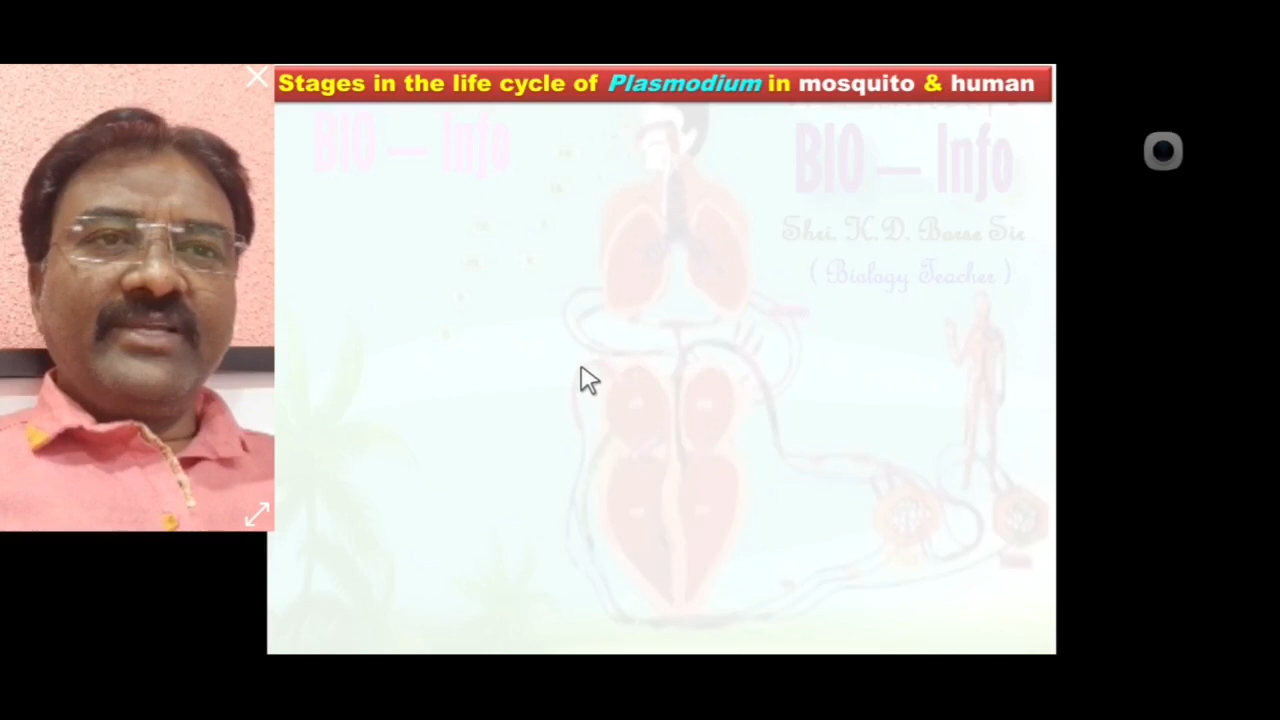 Stages in the life cycle of Plasmodium in mosquito & human
BIO – Info
BIO – Info
Shri. K.D. Borse Sir
( Biology Teacher )